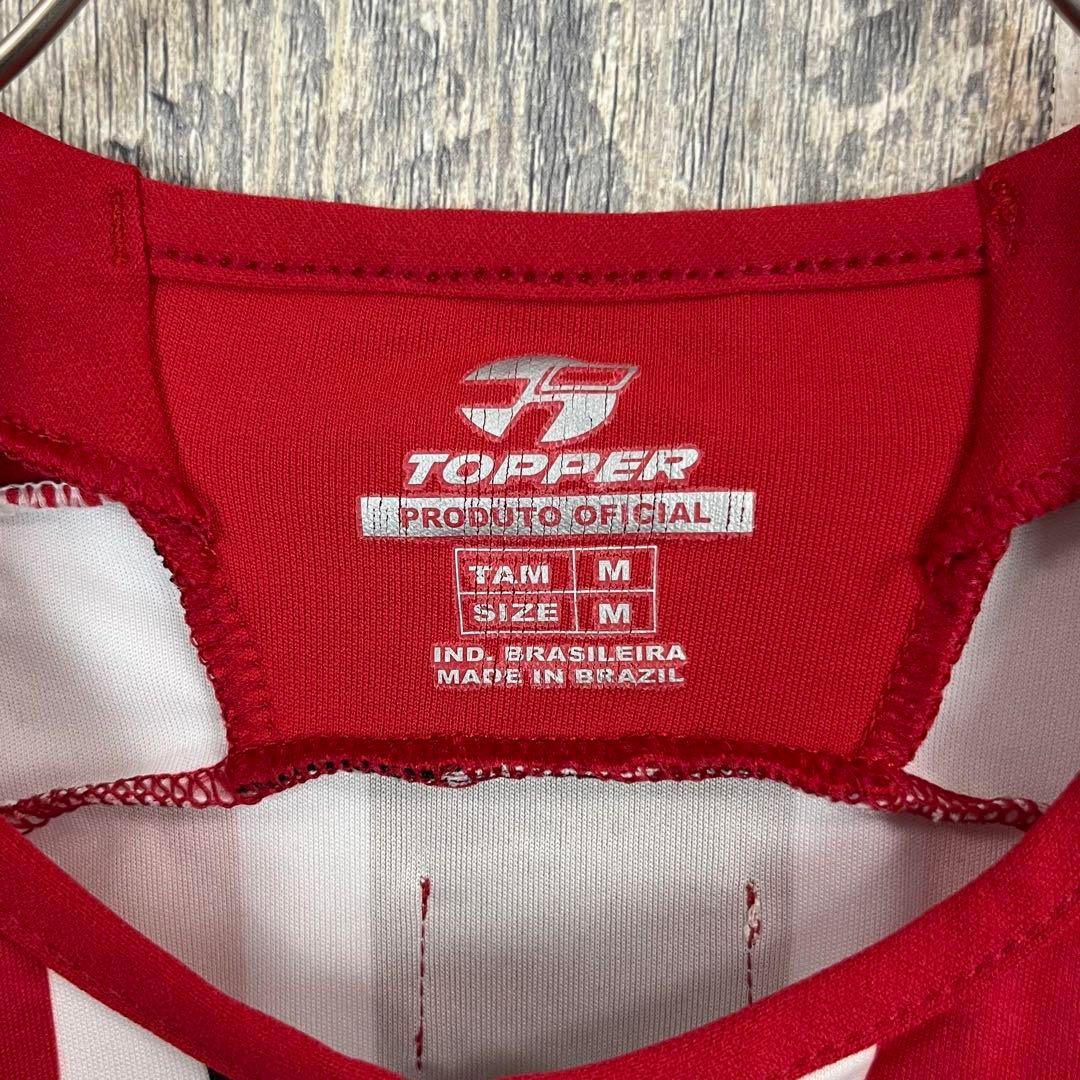 TOPPER
PRODUTO OFICIAL
TAM M
SIZE M
IND. BRASILEIRA
MADE IN BRAZIL